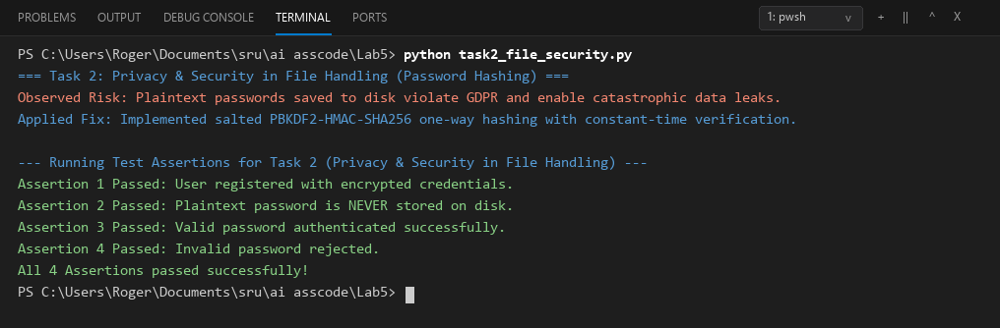 PROBLEMS OUTPUT DEBUG CONSOLE TERMINAL PORTS 1: pwsh v + || ^ X
PS C:\Users\Roger\Documents\sru\ai asscode\Lab5> python task2_file_security.py
=== Task 2: Privacy & Security in File Handling (Password Hashing) ===
Observed Risk: Plaintext passwords saved to disk violate GDPR and enable catastrophic data leaks.
Applied Fix: Implemented salted PBKDF2-HMAC-SHA256 one-way hashing with constant-time verification.
--- Running Test Assertions for Task 2 (Privacy & Security in File Handling) ---
Assertion 1 Passed: User registered with encrypted credentials.
Assertion 2 Passed: Plaintext password is NEVER stored on disk.
Assertion 3 Passed: Valid password authenticated successfully.
Assertion 4 Passed: Invalid password rejected.
All 4 Assertions passed successfully!
PS C:\Users\Roger\Documents\sru\ai asscode\Lab5>